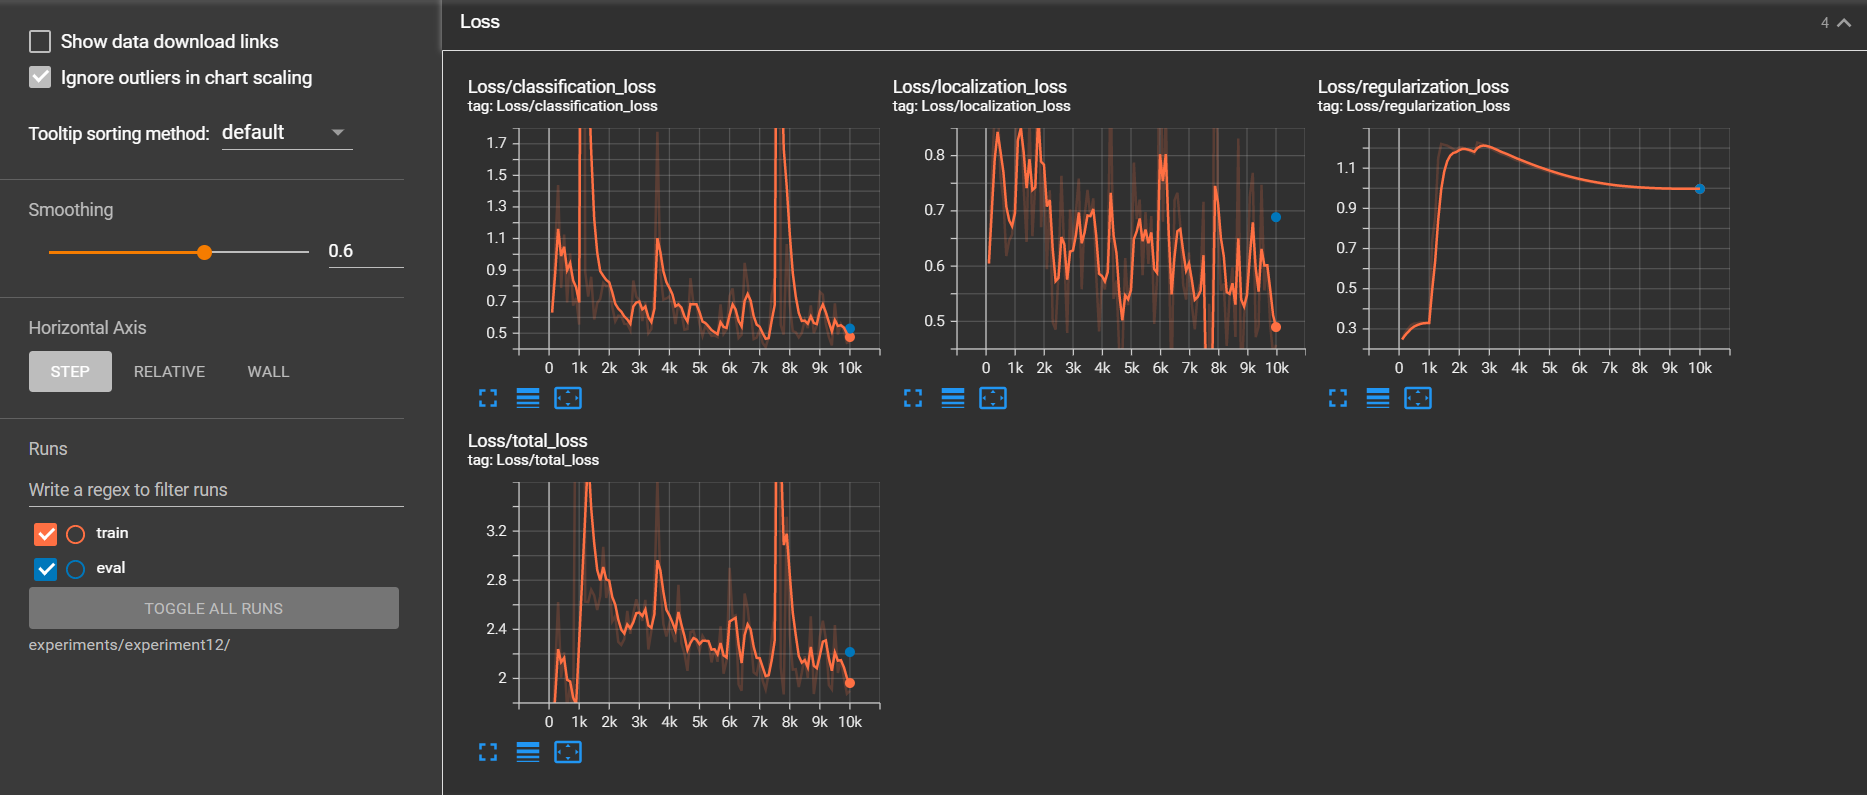 Show data download links
Ignore outliers in chart scaling
Tooltip sorting method: default
Smoothing
0.6
Horizontal Axis
STEP RELATIVE WALL
Runs
Write a regex to filter runs
train
eval
TOGGLE ALL RUNS
experiments/experiment12/
Loss 4
Loss/classification_loss
tag: Loss/classification_loss
1.7
1.5
1.3
1.1
0.9
0.7
0.5
0 1k 2k 3k 4k 5k 6k 7k 8k 9k 10k
Loss/localization_loss
tag: Loss/localization_loss
0.8
0.7
0.6
0.5
0 1k 2k 3k 4k 5k 6k 7k 8k 9k 10k
Loss/regularization_loss
tag: Loss/regularization_loss
1.1
0.9
0.7
0.5
0.3
0 1k 2k 3k 4k 5k 6k 7k 8k 9k 10k
Loss/total_loss
tag: Loss/total_loss
3.2
2.8
2.4
2
0 1k 2k 3k 4k 5k 6k 7k 8k 9k 10k